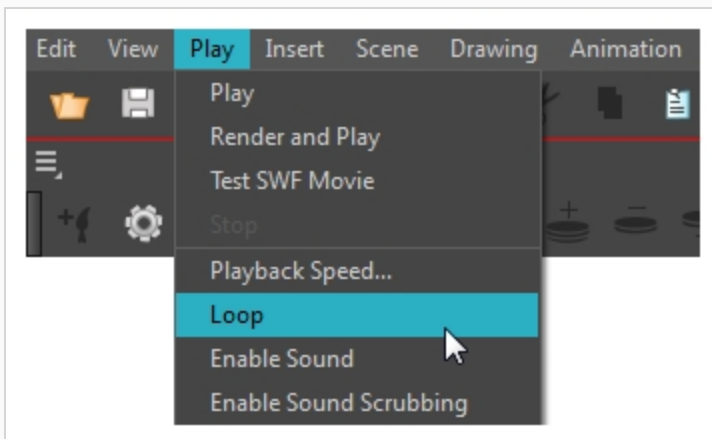 Edit View Play Insert Scene Drawing Animation
Play
Render and Play
Test SWF Movie
Stop
Playback Speed...
Loop
Enable Sound
Enable Sound Scrubbing